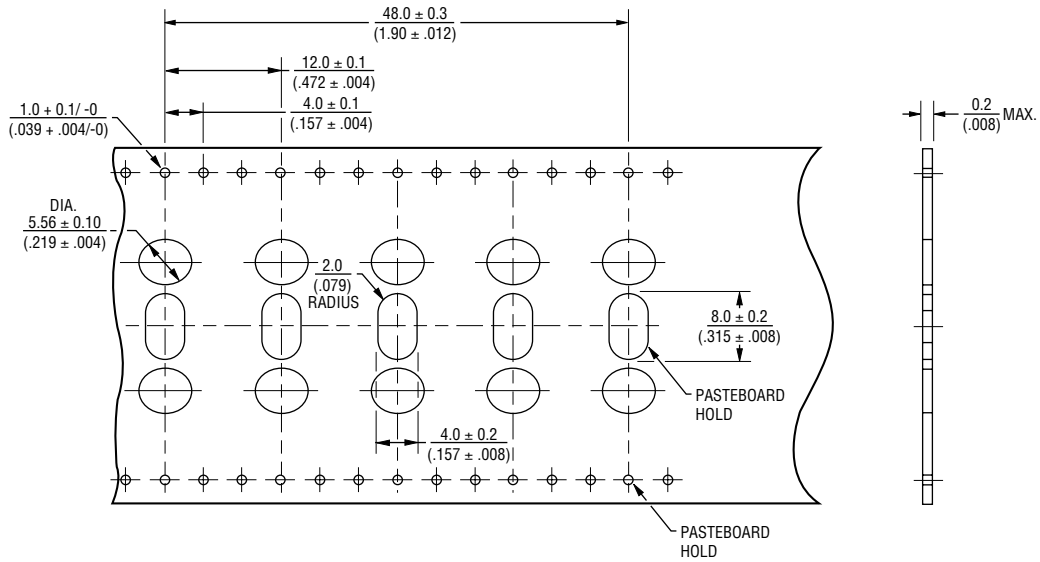 48.0 ± 0.3
(1.90 ± .012)
12.0 ± 0.1
(.472 ± .004)
1.0 + 0.1/ -0
(.039 + .004/-0)
4.0 ± 0.1
(.157 ± .004)
0.2
(.008) MAX.
DIA.
5.56 ± 0.10
(.219 ± .004)
2.0
(.079)
RADIUS
8.0 ± 0.2
(.315 ± .008)
PASTEBOARD
HOLD
4.0 ± 0.2
(.157 ± .008)
PASTEBOARD
HOLD